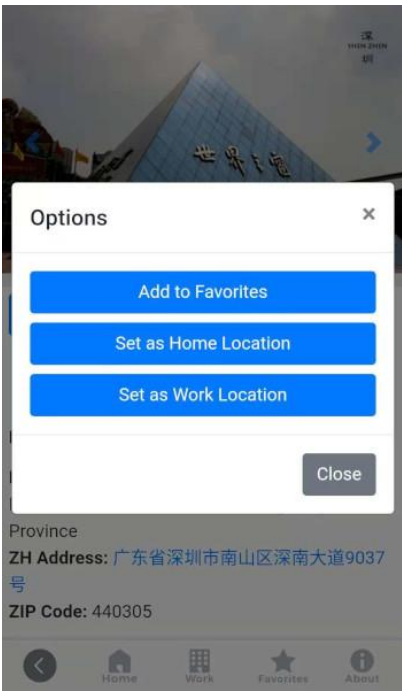 深
SHEN ZHEN
圳
世界之窗
Options
×
Add to Favorites
Set as Home Location
Set as Work Location
Close
Province
ZH Address: 广东省深圳市南山区深南大道9037
号
ZIP Code: 440305
Home
Work
Favorites
About